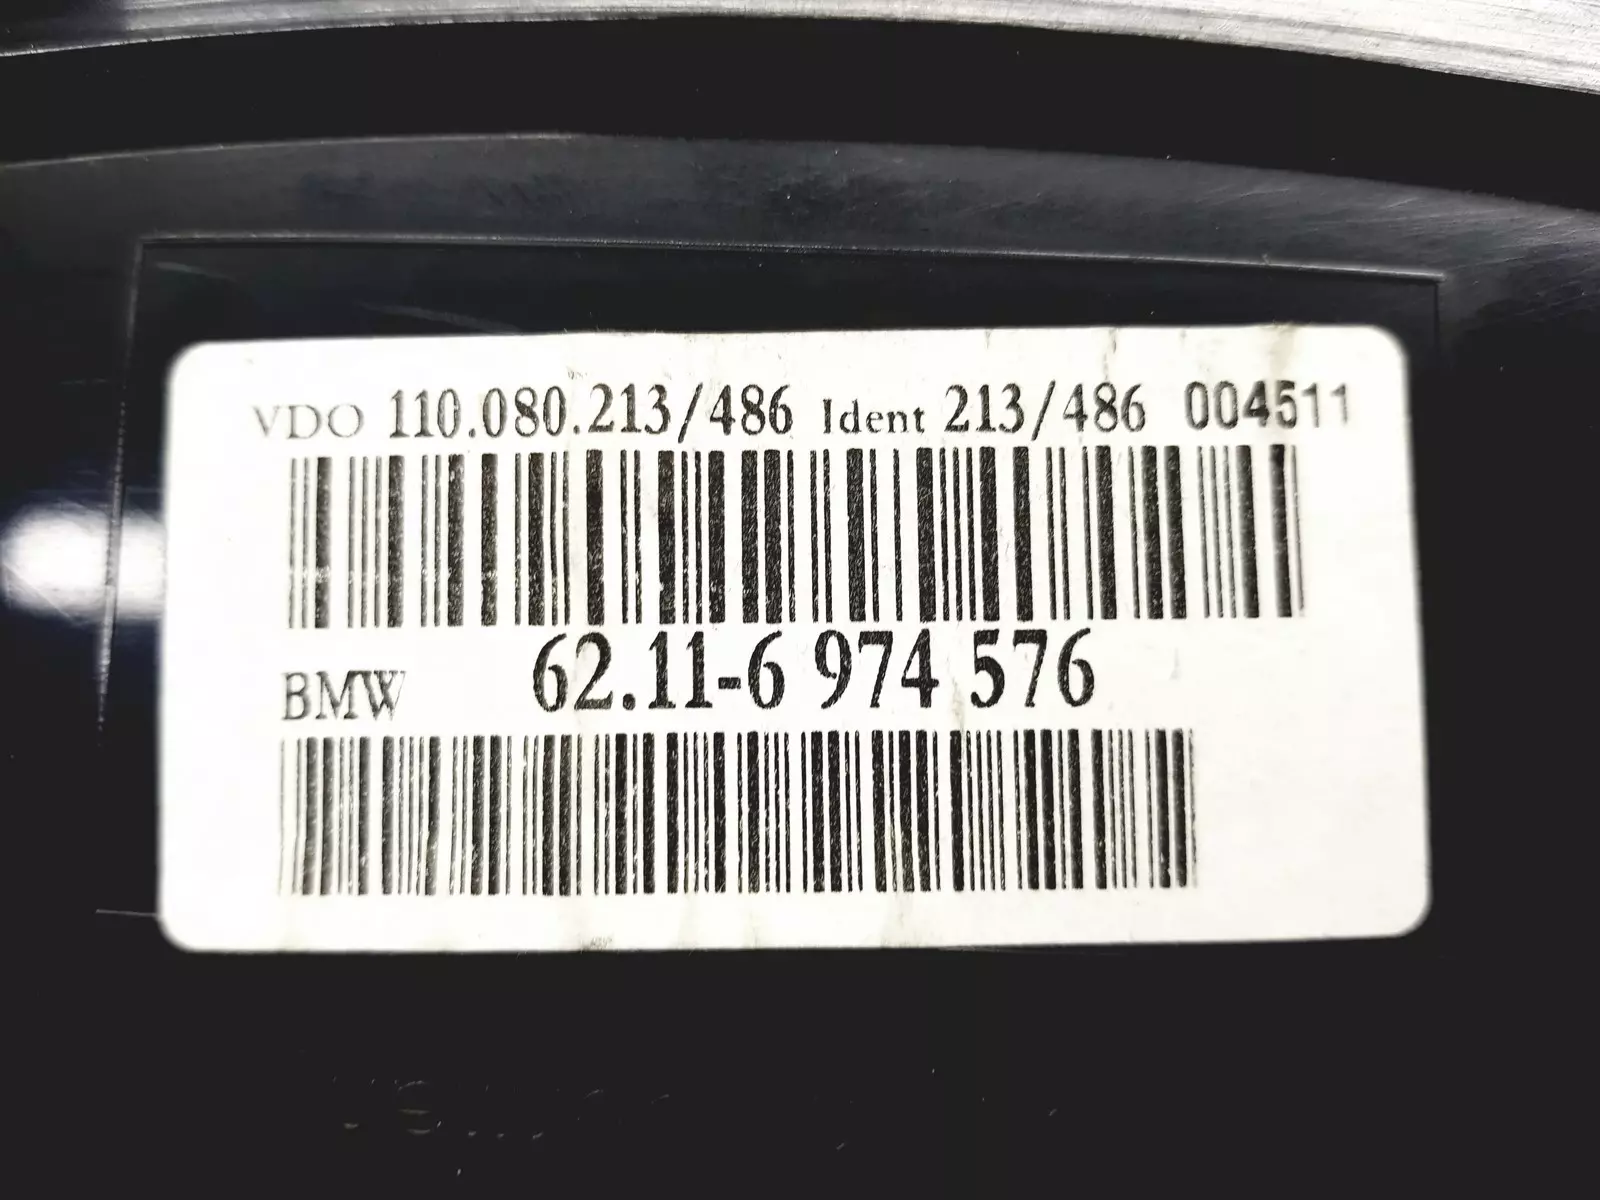 VDO 110.080.213/486 Ident 213/486 004511
BMW 62.11-6 974 576